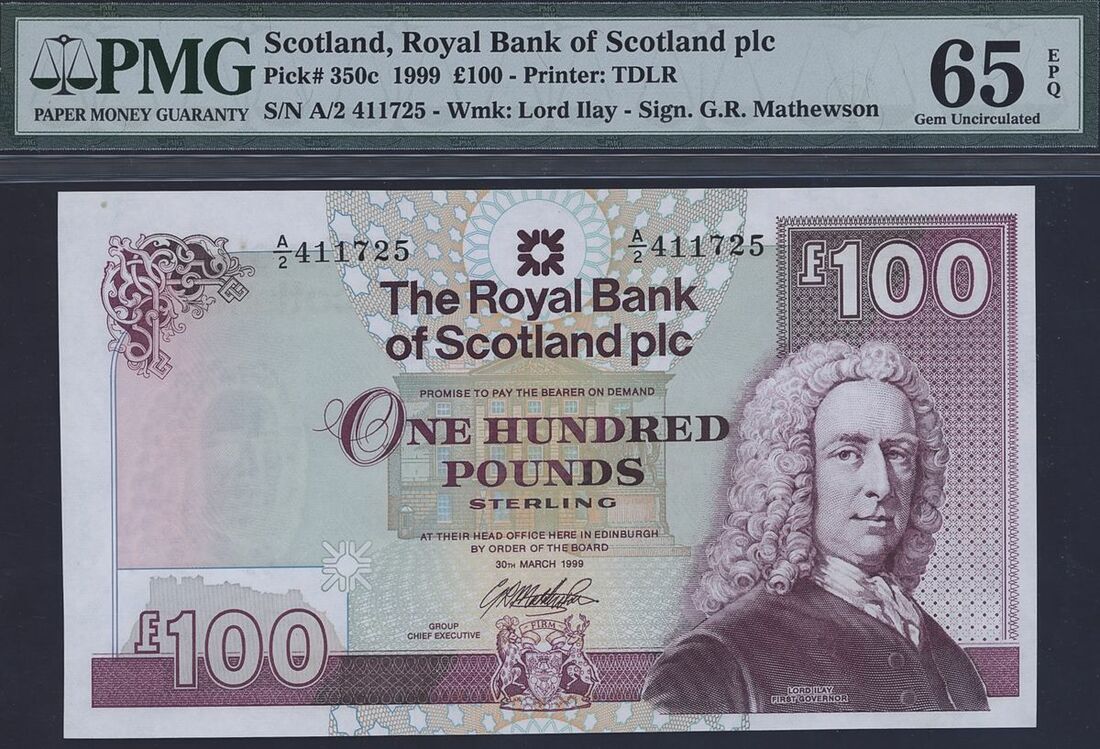 PMG
PAPER MONEY GUARANTY
Scotland, Royal Bank of Scotland plc
Pick# 350c 1999 £100 - Printer: TDLR
S/N A/2 411725 - Wmk: Lord Ilay - Sign. G.R. Mathewson
65 EPQ
Gem Uncirculated
A/2 411725
A/2 411725
£100
The Royal Bank
of Scotland plc
PROMISE TO PAY THE BEARER ON DEMAND
ONE HUNDRED
POUNDS
STERLING
AT THEIR HEAD OFFICE HERE IN EDINBURGH
BY ORDER OF THE BOARD
30TH MARCH 1999
GROUP
CHIEF EXECUTIVE
FIRM
£100
LORD ILAY
FIRST GOVERNOR